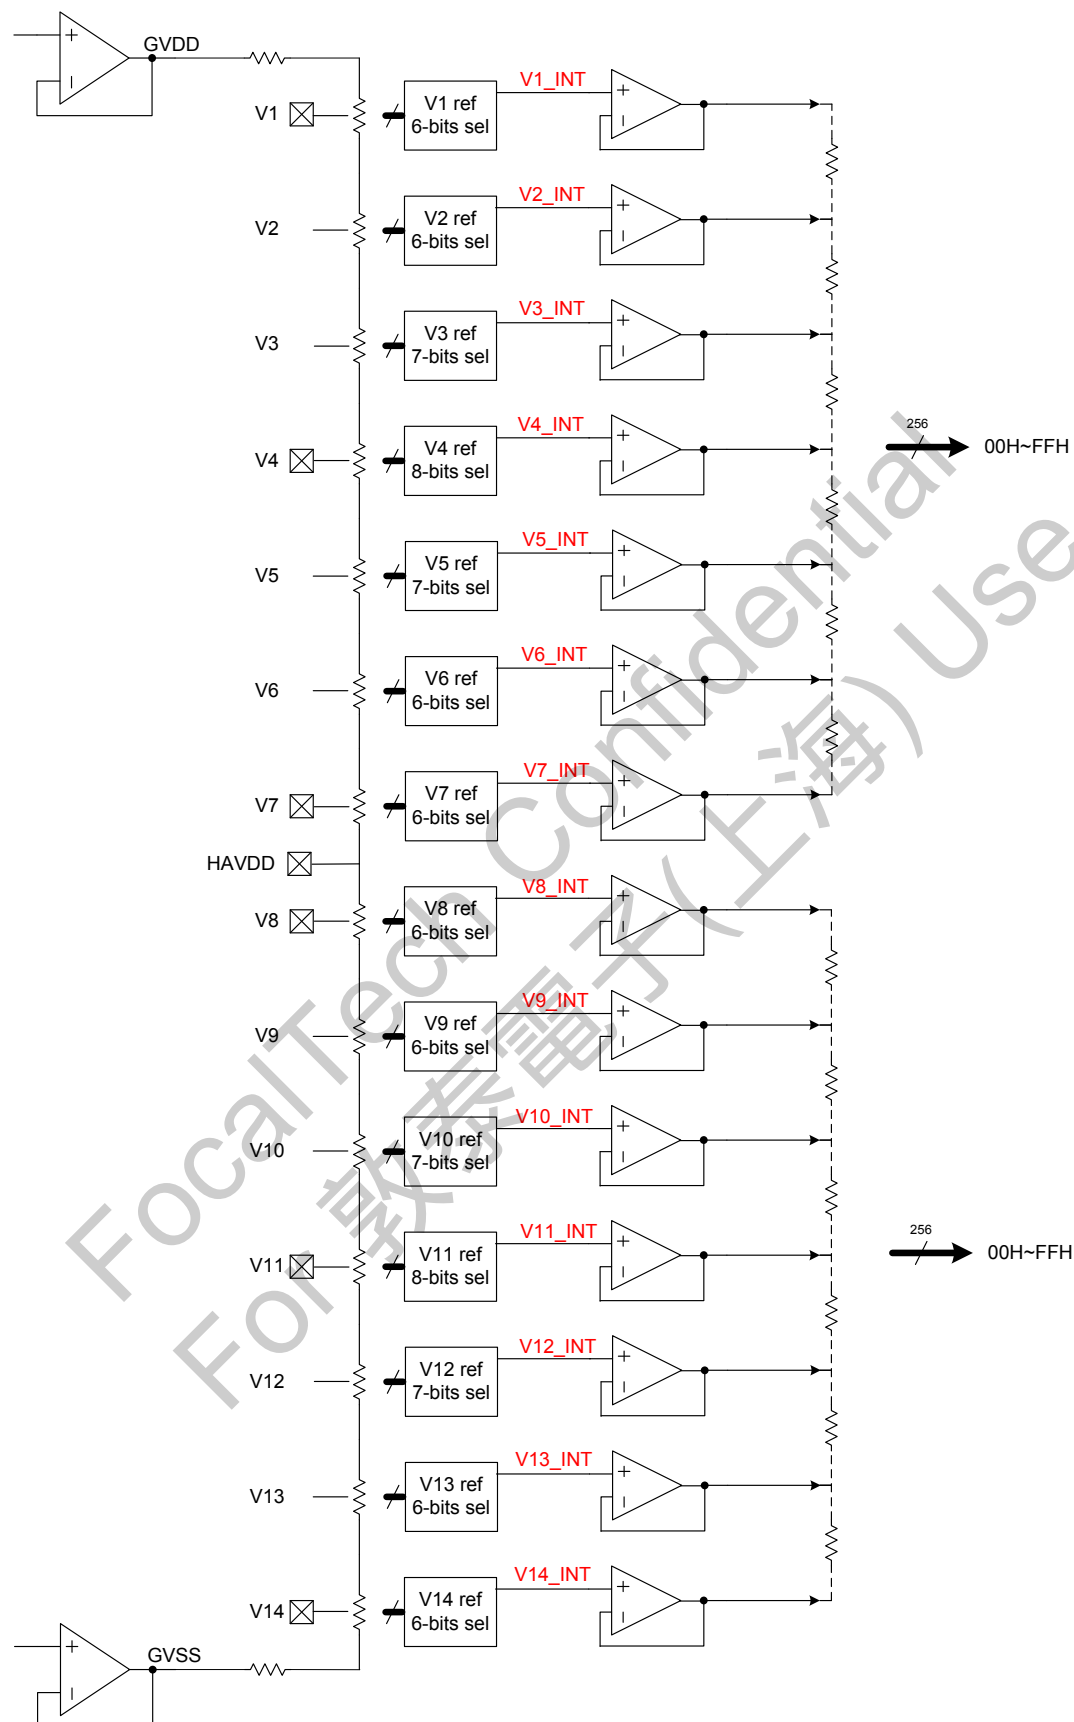 GVDD
V1
V1 ref
6-bits sel
V1_INT
V2
V2 ref
6-bits sel
V2_INT
V3
V3 ref
7-bits sel
V3_INT
V4
V4 ref
8-bits sel
V4_INT
256
00H~FFH
V5
V5 ref
7-bits sel
V5_INT
V6
V6 ref
6-bits sel
V6_INT
V7
V7 ref
6-bits sel
V7_INT
HAVDD
V8
V8 ref
6-bits sel
V8_INT
V9
V9 ref
6-bits sel
V9_INT
V10
V10 ref
7-bits sel
V10_INT
V11
V11 ref
8-bits sel
V11_INT
256
00H~FFH
V12
V12 ref
7-bits sel
V12_INT
V13
V13 ref
6-bits sel
V13_INT
V14
V14 ref
6-bits sel
V14_INT
GVSS
FocalTech Confidential
For 敦泰電子(上海) Use